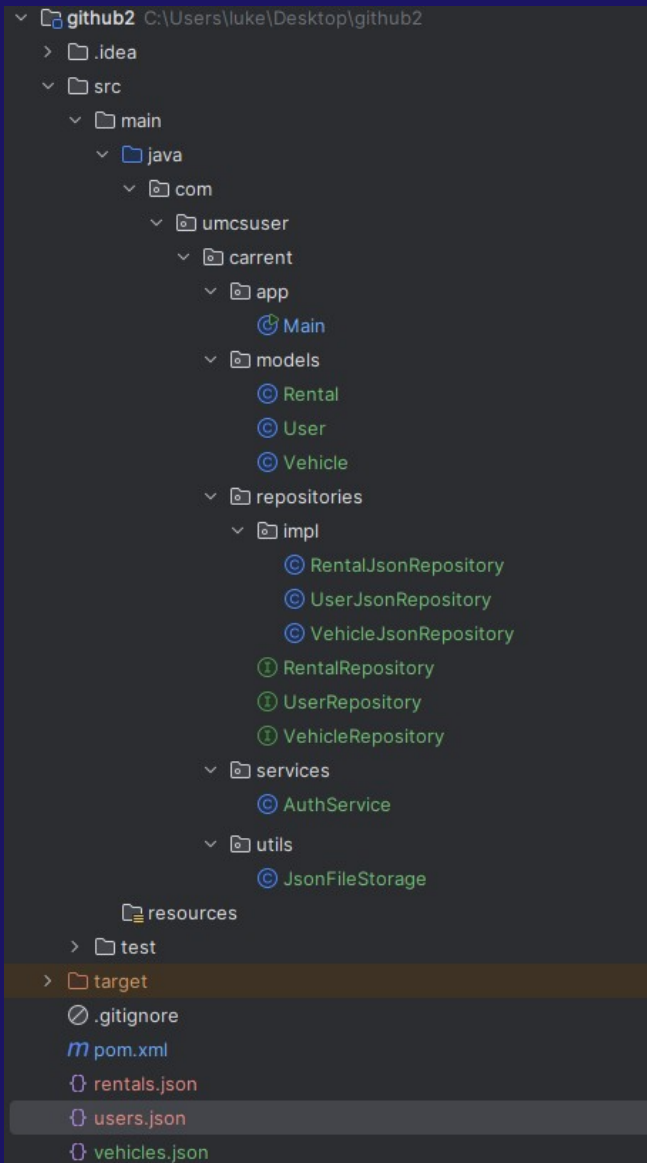 github2 C:\Users\luke\Desktop\github2
.idea
src
main
java
com
umcsuser
carrent
app
Main
models
Rental
User
Vehicle
repositories
impl
RentalJsonRepository
UserJsonRepository
VehicleJsonRepository
RentalRepository
UserRepository
VehicleRepository
services
AuthService
utils
JsonFileStorage
resources
test
target
.gitignore
m pom.xml
{} rentals.json
{} users.json
{} vehicles.json